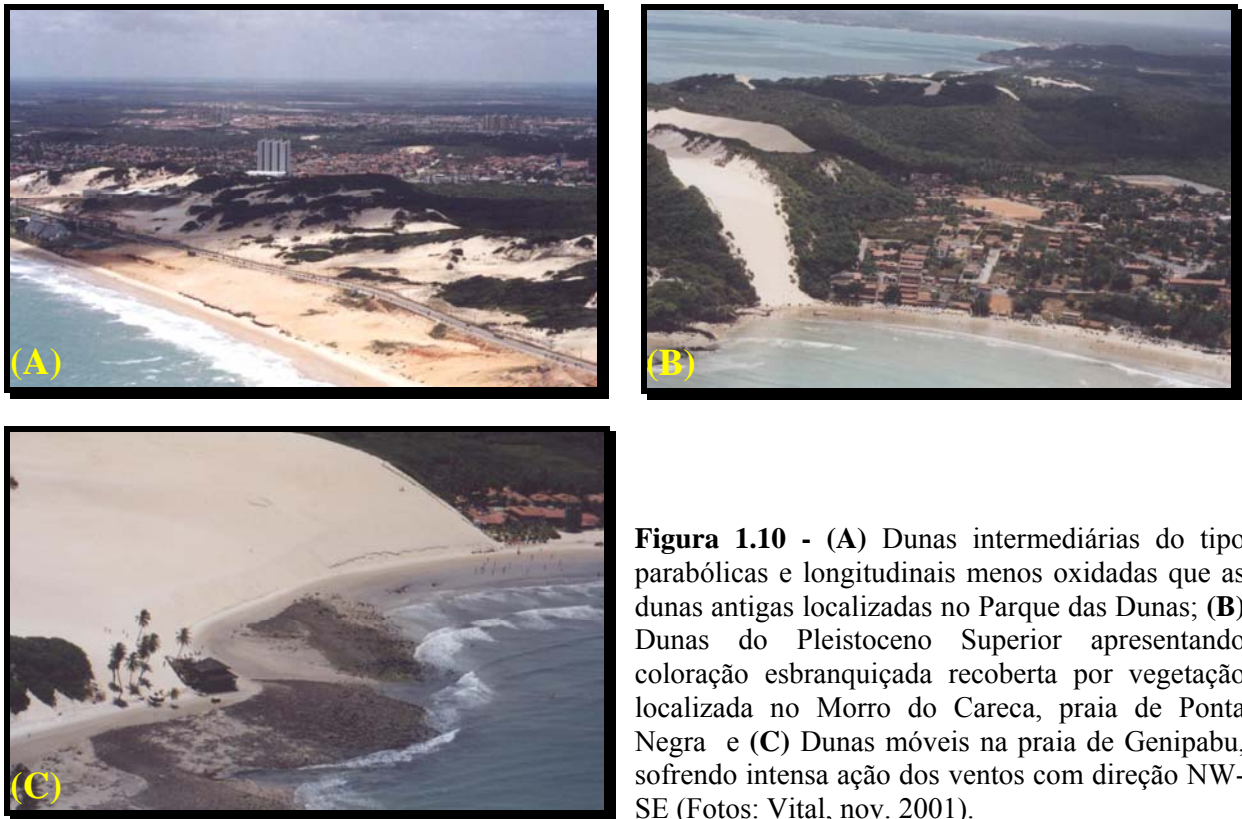 (A)
(B)
(C)
Figura 1.10 - (A) Dunas intermediárias do tipo
parabólicas e longitudinais menos oxidadas que as
dunas antigas localizadas no Parque das Dunas; (B)
Dunas do Pleistoceno Superior apresentando
coloração esbranquiçada recoberta por vegetação
localizada no Morro do Careca, praia de Ponta
Negra e (C) Dunas móveis na praia de Genipabu,
sofrendo intensa ação dos ventos com direção NW-
SE (Fotos: Vital, nov. 2001).